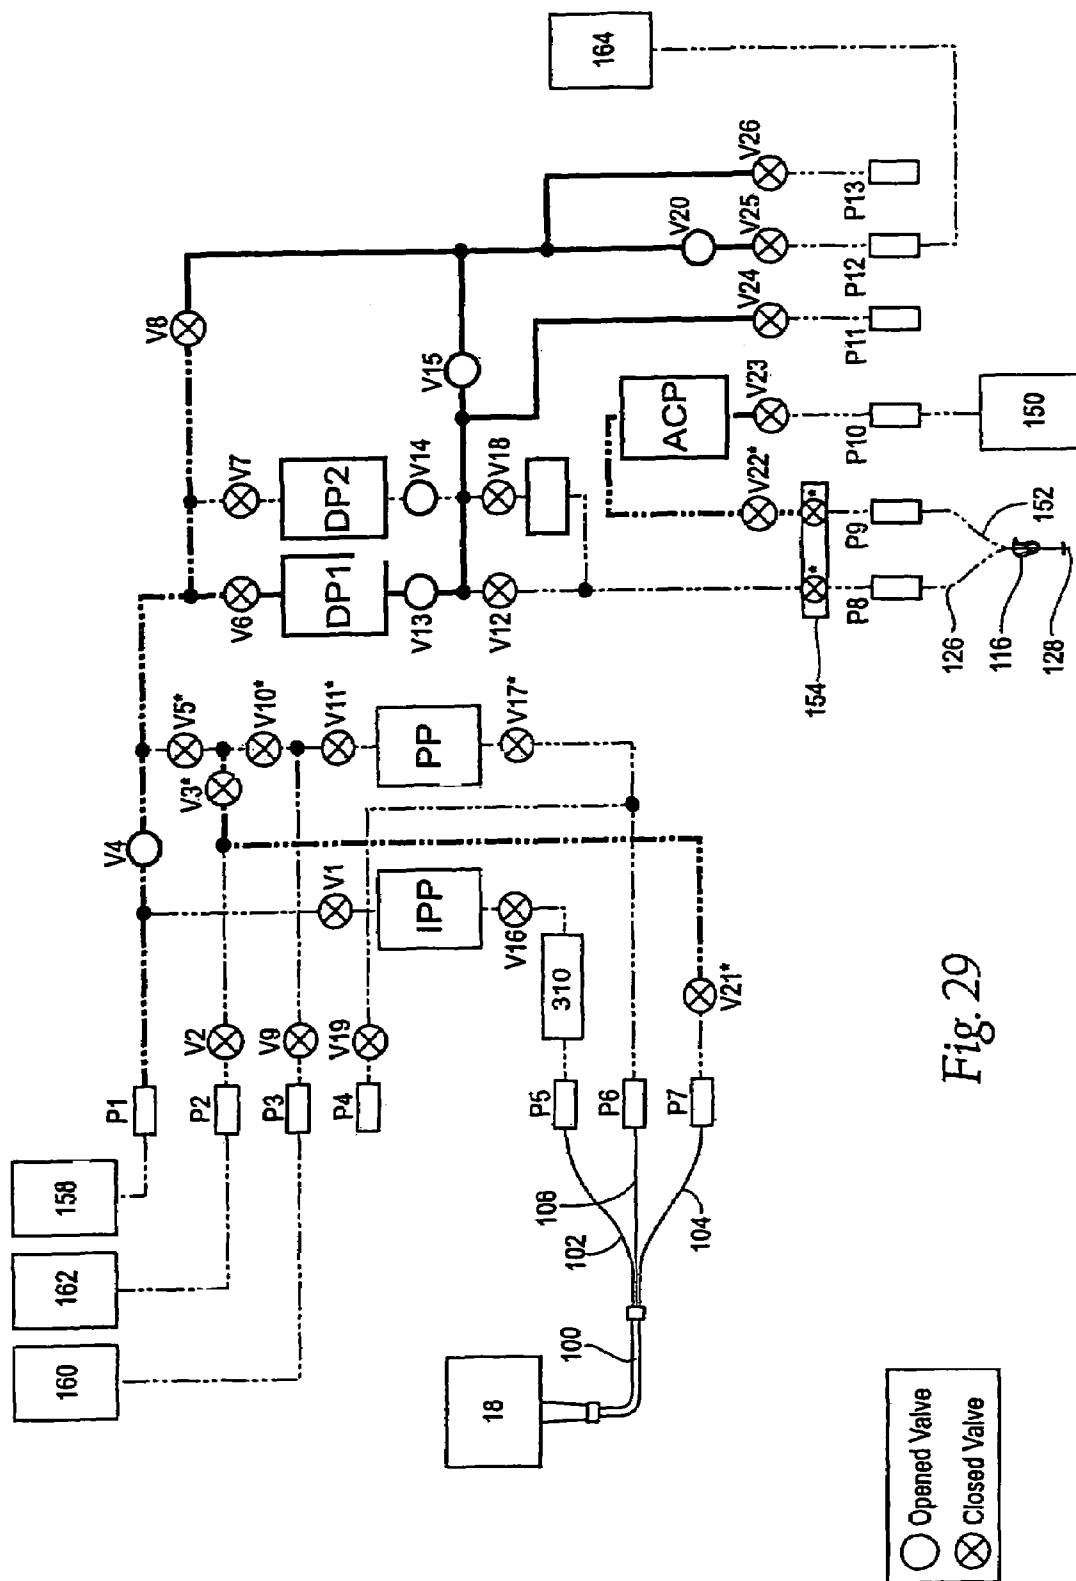 160
162
158
P1
P2
P3
P4
V2
V9
V19
V4
V3*
V5*
V10*
V11*
V17*
V1
V16
IPP
PP
310
P5
P6
P7
V21*
102
106
104
100
18
V6
V7
V8
DP1
DP2
V13
V14
V15
V12
V18
V20
V24
V25
V26
V22*
V23
ACP
*
*
154
P8
P9
P10
P11
P12
P13
126
152
116
128
150
164
Opened Valve
Closed Valve
Fig. 29